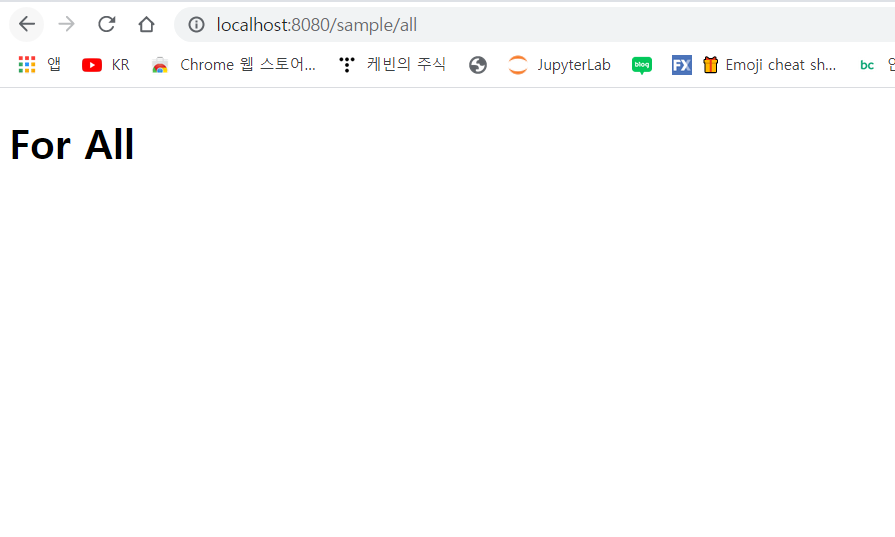 localhost:8080/sample/all
앱 KR Chrome 웹 스토어... 케빈의 주식 blog JupyterLab FX Emoji cheat sh... bc
For All